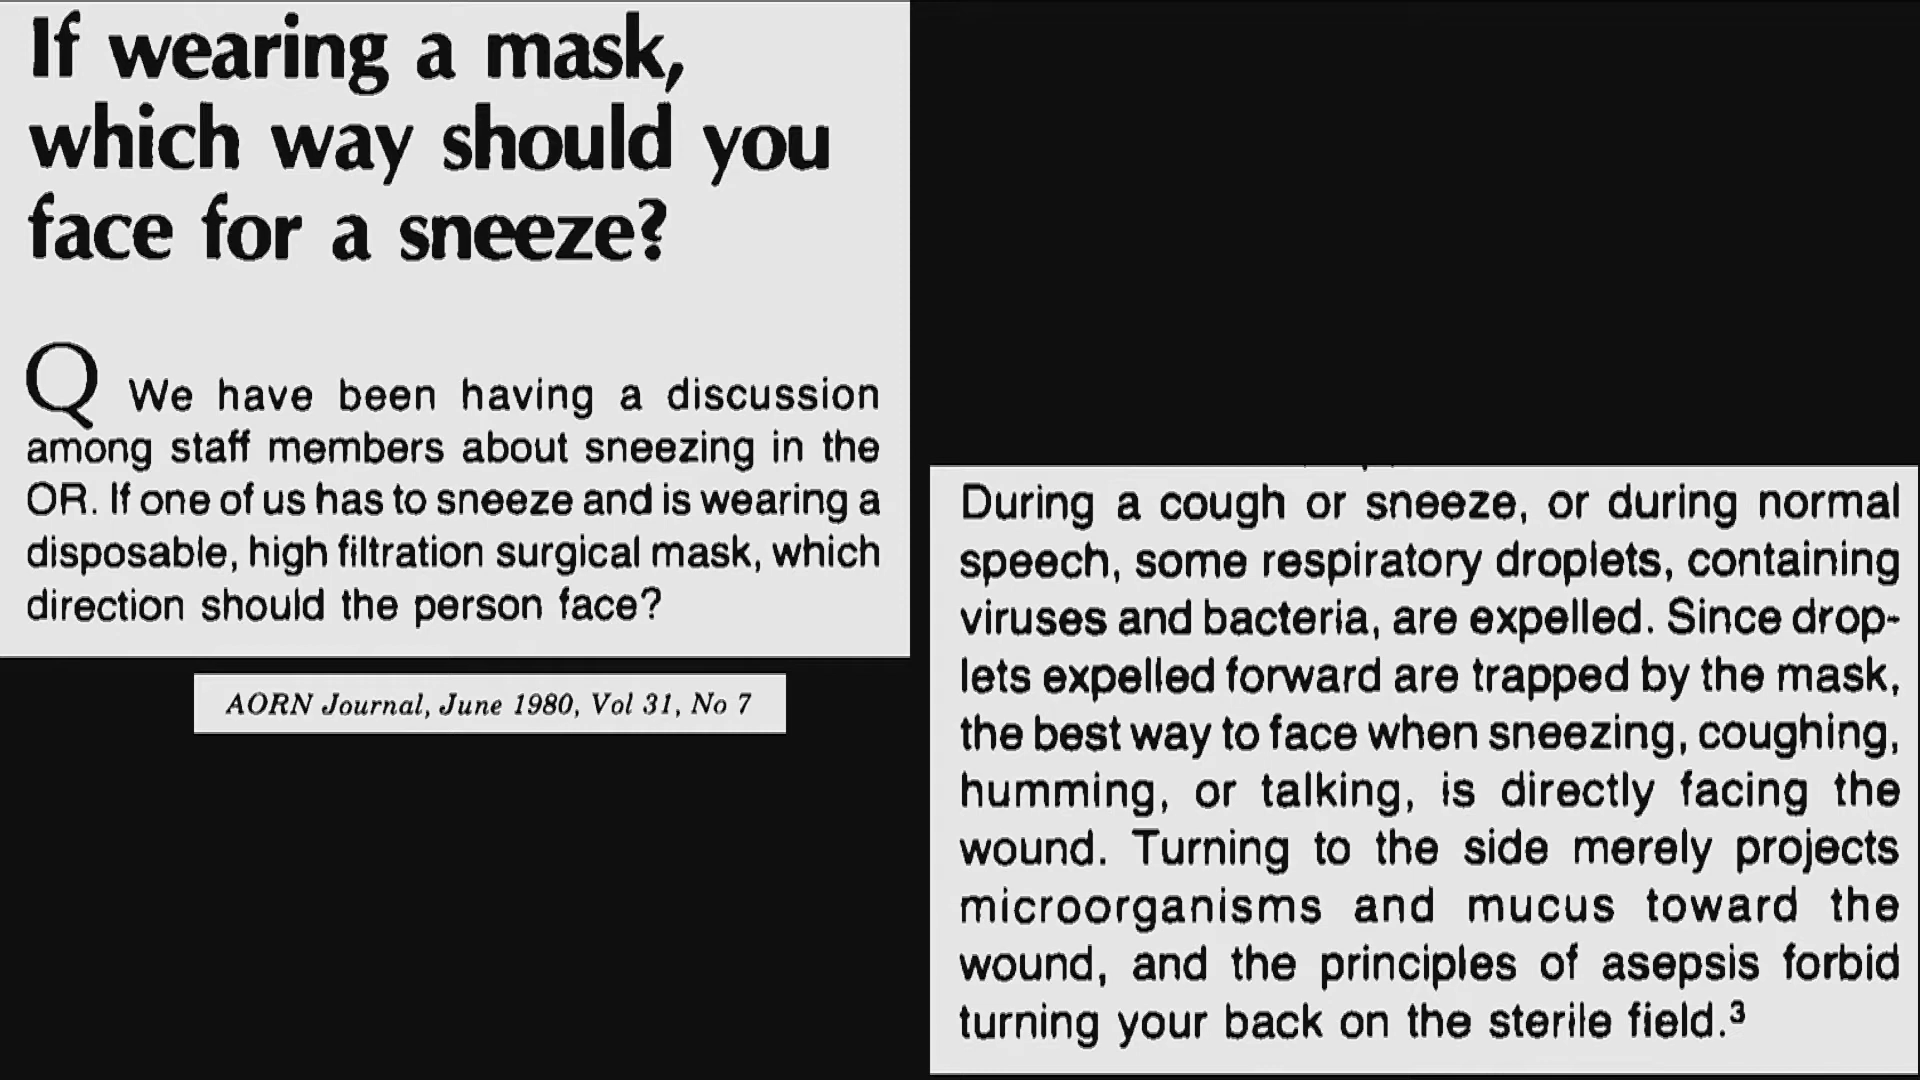 If wearing a mask,
which way should you
face for a sneeze?
Q We have been having a discussion
among staff members about sneezing in the
OR. If one of us has to sneeze and is wearing a
disposable, high filtration surgical mask, which
direction should the person face?
AORN Journal, June 1980, Vol 31, No 7
During a cough or sneeze, or during normal
speech, some respiratory droplets, containing
viruses and bacteria, are expelled. Since drop-
lets expelled forward are trapped by the mask,
the best way to face when sneezing, coughing,
humming, or talking, is directly facing the
wound. Turning to the side merely projects
microorganisms and mucus toward the
wound, and the principles of asepsis forbid
turning your back on the sterile field.³